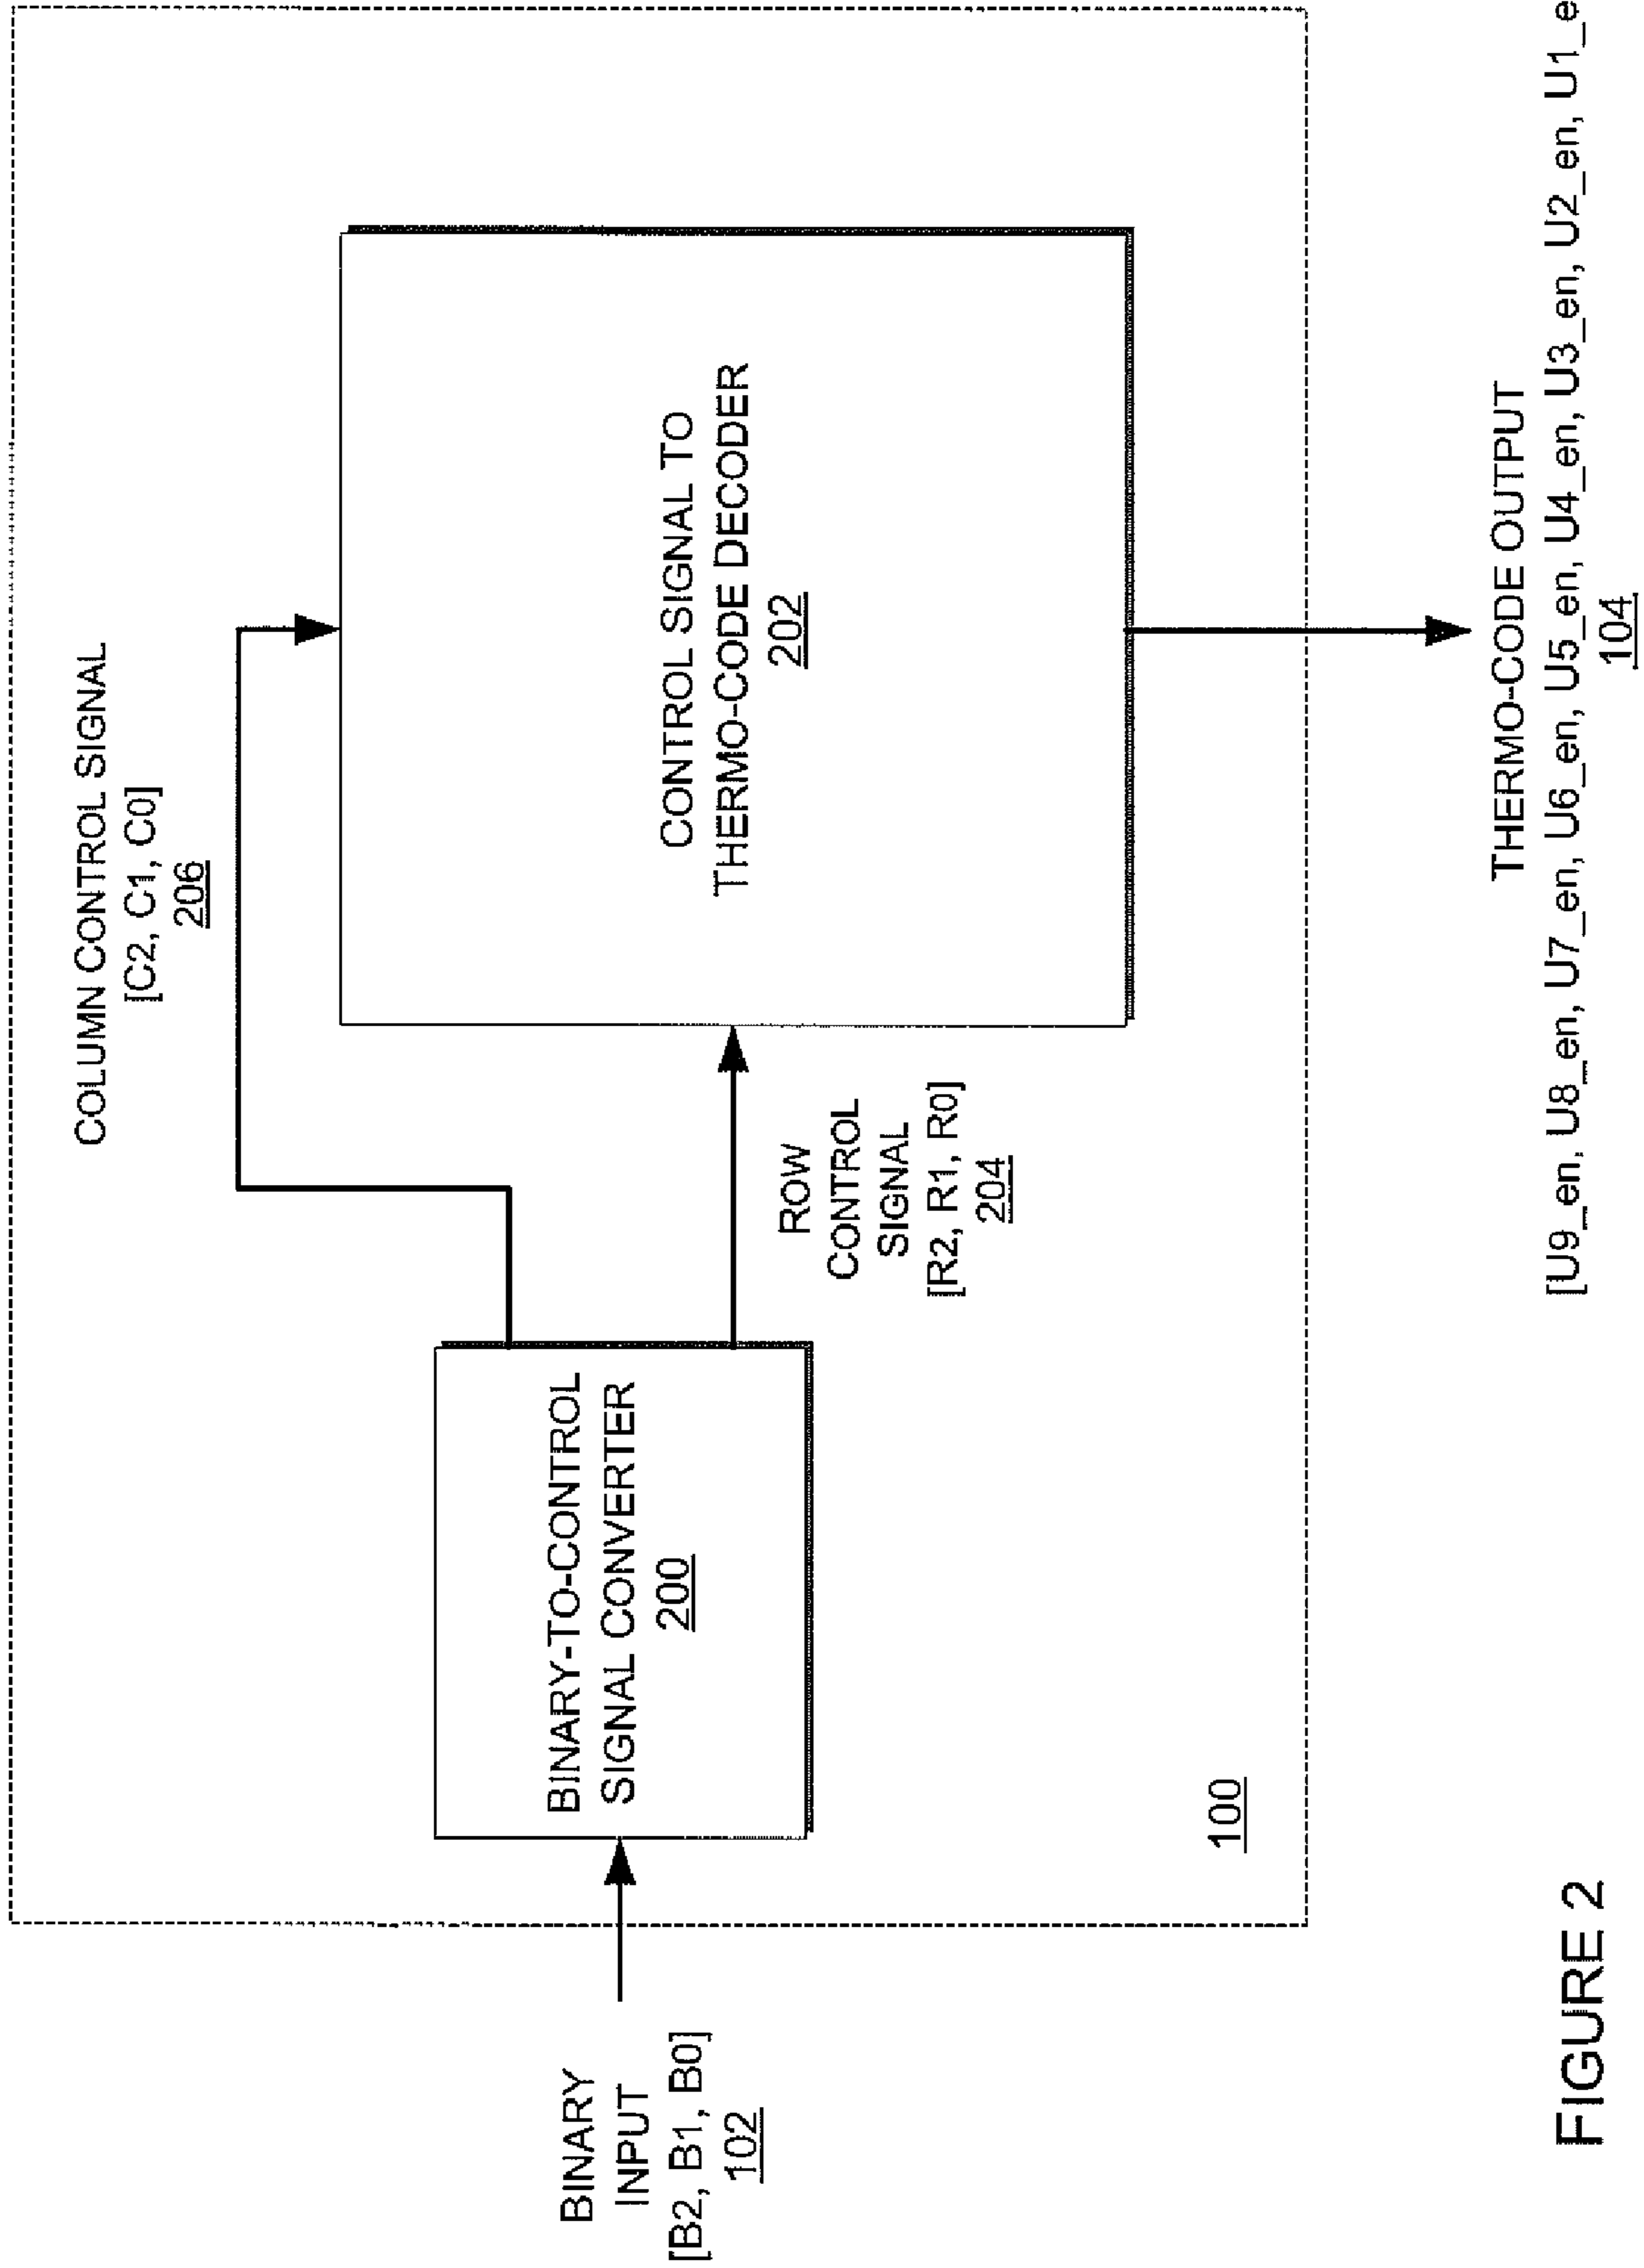 COLUMN CONTROL SIGNAL
[C2, C1, C0]
206
BINARY
INPUT
[B2, B1, B0]
102
BINARY-TO-CONTROL
SIGNAL CONVERTER
200
ROW
CONTROL
SIGNAL
[R2, R1, R0]
204
CONTROL SIGNAL TO
THERMO-CODE DECODER
202
100
THERMO-CODE OUTPUT
[U9_en, U8_en, U7_en, U6_en, U5_en, U4_en, U3_en, U2_en, U1_e
104
FIGURE 2